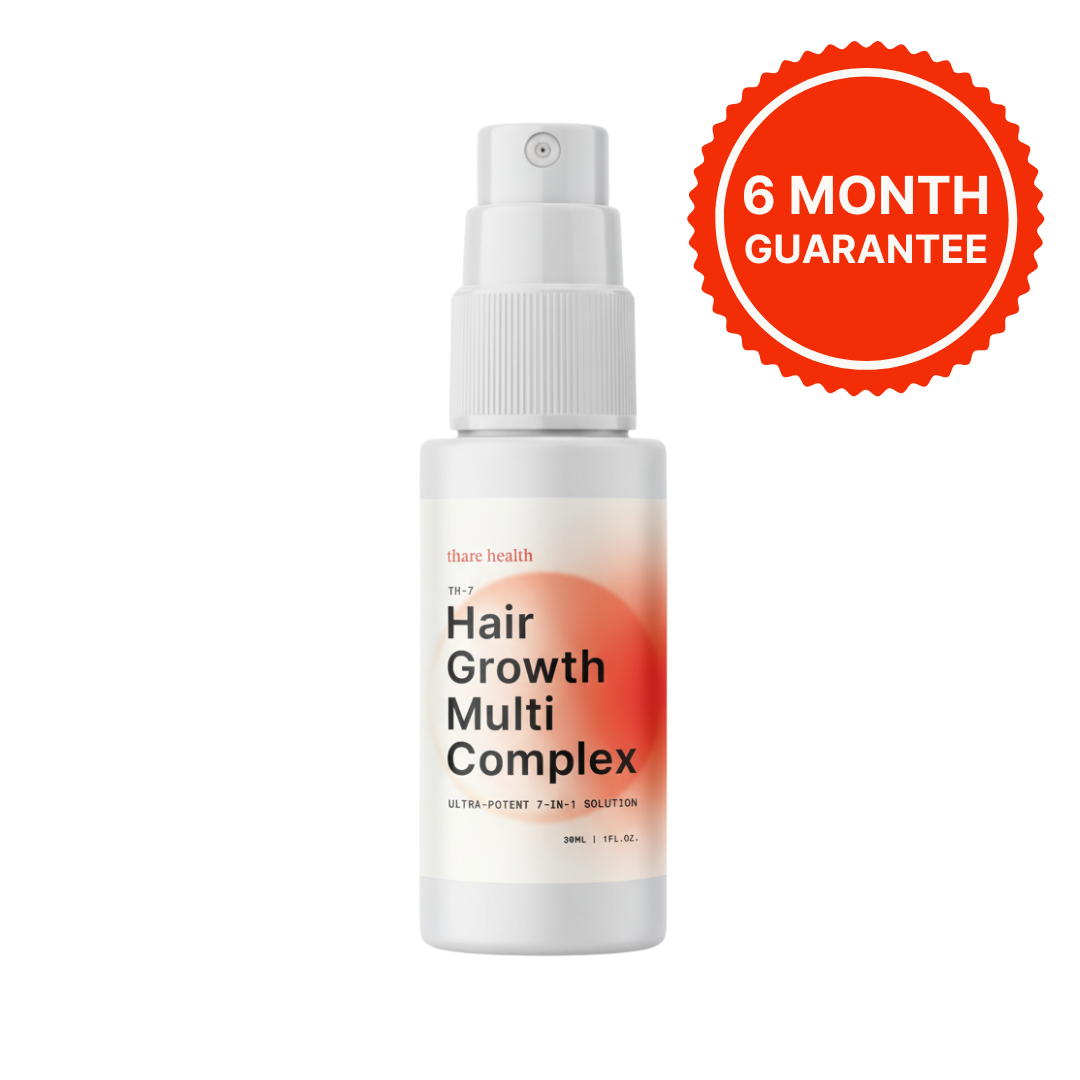 6 MONTH
GUARANTEE
thare health
TH-7
Hair
Growth
Multi
Complex
ULTRA-POTENT 7-IN-1 SOLUTION
30ML | 1FL.OZ.